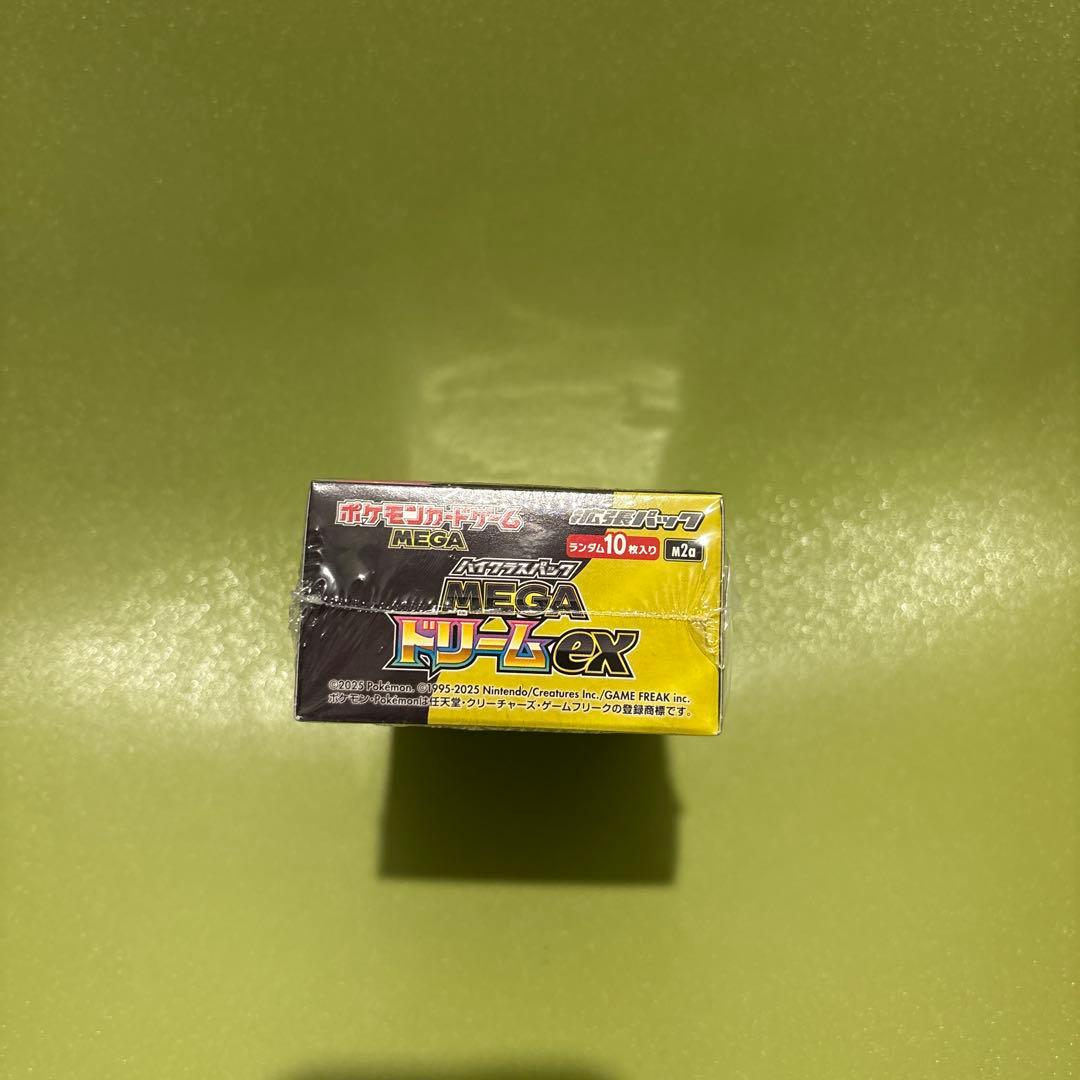 ポケモンカードゲーム
MEGA
拡張パック
ランダム10枚入り
M2a
ハイクラスパック
MEGA
ドリームex
©2025 Pokémon. ©1995-2025 Nintendo/Creatures Inc./GAME FREAK inc.
ポケモン・Pokémonは任天堂・クリーチャーズ・ゲームフリークの登録商標です。